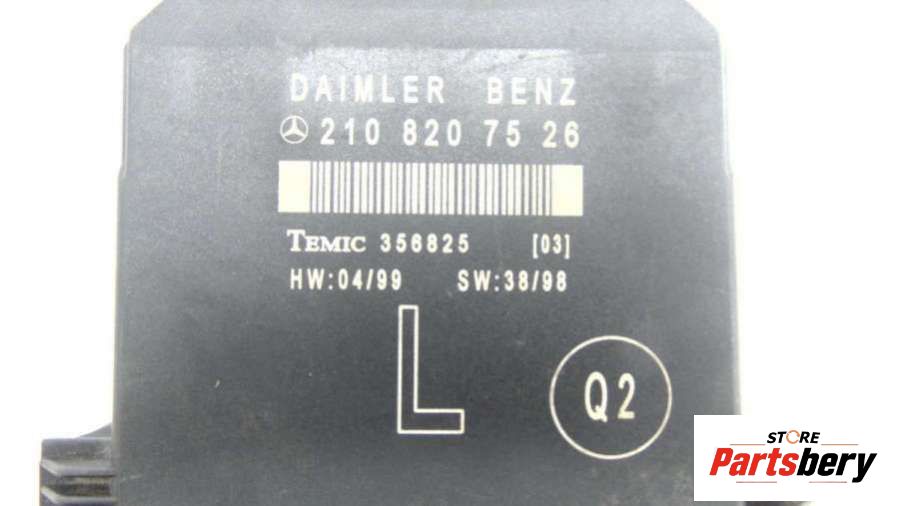 DAIMLER BENZ
210 820 75 26
TEMIC 356825 [03]
HW:04/99 SW:38/98
L
Q2
STORE
Partsbery